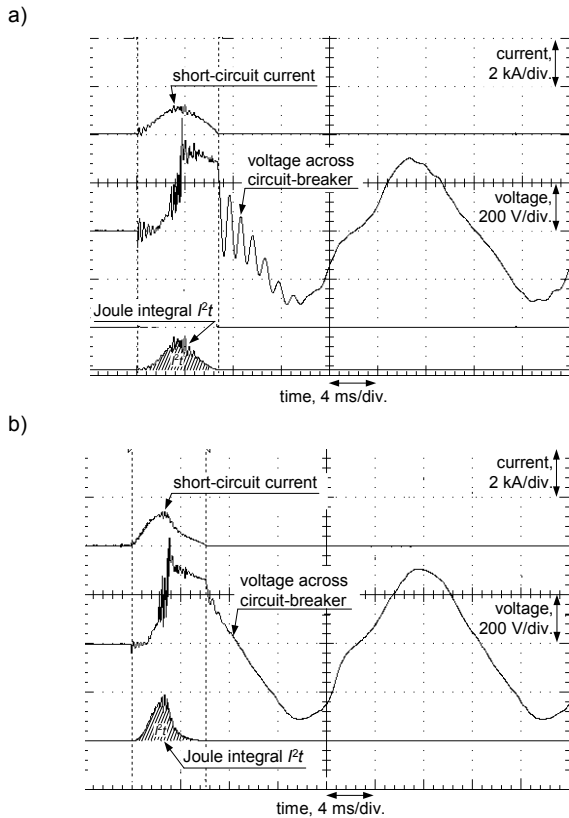 a)
current,
2 kA/div.
short-circuit current
voltage across
circuit-breaker
voltage,
200 V/div.
Joule integral I²t
I²t
time, 4 ms/div.
b)
current,
2 kA/div.
short-circuit current
voltage across
circuit-breaker
voltage,
200 V/div.
I²t
Joule integral I²t
time, 4 ms/div.